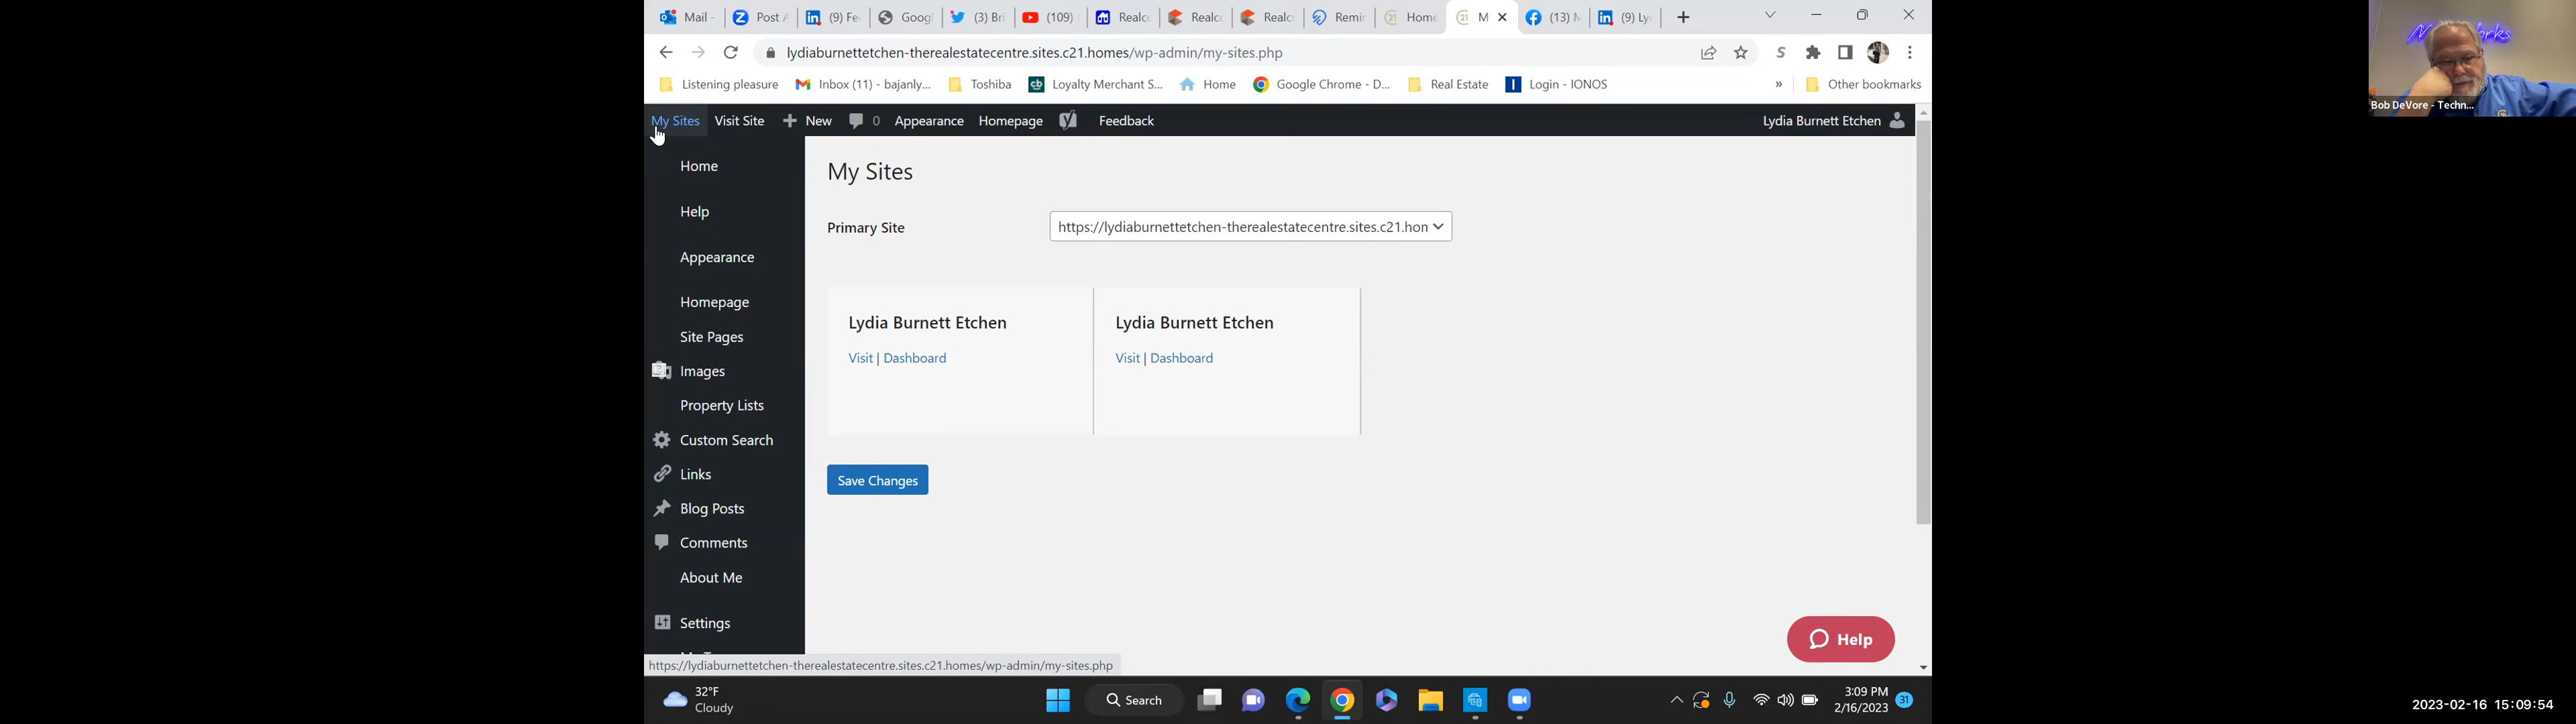 Mail
Post A
(9) Fe
Goog
(3) Bri
(109)
Realco
Realc
Realc
Remir
Home
M
(13) M
(9) Ly
lydiaburnettetchen-therealestatecentre.sites.c21.homes/wp-admin/my-sites.php
Listening pleasure
Inbox (11) - bajanly...
Toshiba
Loyalty Merchant S...
Home
Google Chrome - D...
Real Estate
Login - IONOS
»
Other bookmarks
Bob DeVore - Techn...
My Sites
Visit Site
New
0
Appearance
Homepage
Feedback
Lydia Burnett Etchen
Home
Help
Appearance
Homepage
Site Pages
Images
Property Lists
Custom Search
Links
Blog Posts
Comments
About Me
Settings
My Sites
Primary Site
https://lydiaburnettetchen-therealestatecentre.sites.c21.hon
Lydia Burnett Etchen
Visit | Dashboard
Lydia Burnett Etchen
Visit | Dashboard
Save Changes
Help
https://lydiaburnettetchen-therealestatecentre.sites.c21.homes/wp-admin/my-sites.php
32°F
Cloudy
Search
3:09 PM
2/16/2023
31
2023-02-16 15:09:54